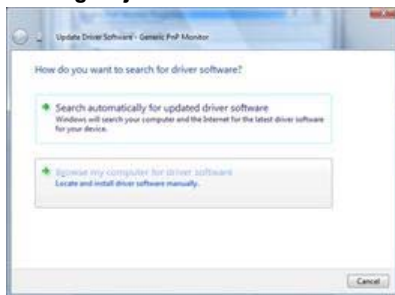 Update Driver Software - Generic PnP Monitor
How do you want to search for driver software?
Search automatically for updated driver software
Windows will search your computer and the Internet for the latest driver software
for your device.
Browse my computer for driver software
Locate and install driver software manually.
Cancel